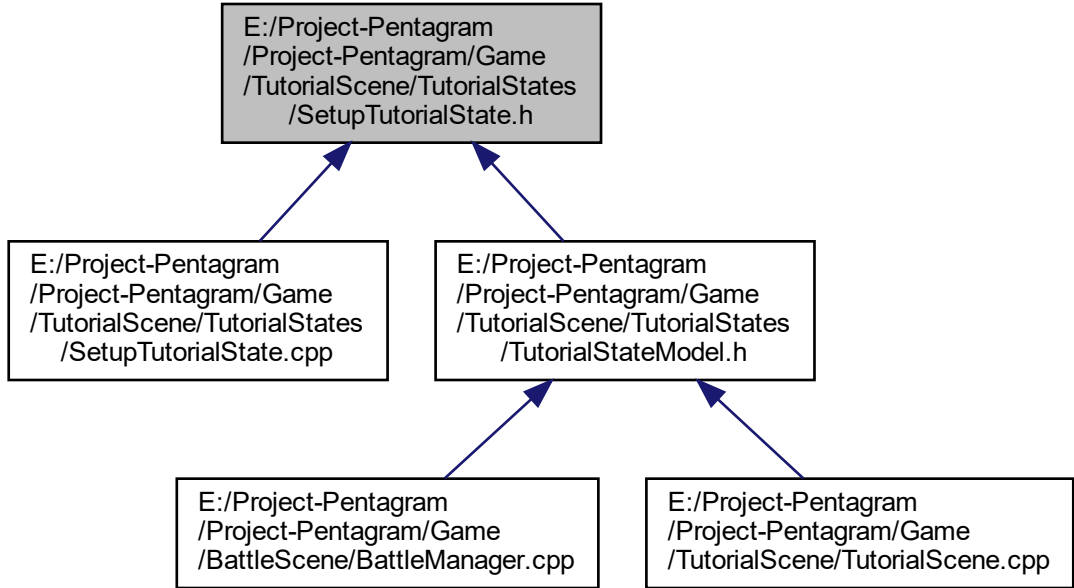 E:/Project-Pentagram
/Project-Pentagram/Game
/TutorialScene/TutorialStates
/SetupTutorialState.h
E:/Project-Pentagram
/Project-Pentagram/Game
/TutorialScene/TutorialStates
/SetupTutorialState.cpp
E:/Project-Pentagram
/Project-Pentagram/Game
/TutorialScene/TutorialStates
/TutorialStateModel.h
E:/Project-Pentagram
/Project-Pentagram/Game
/BattleScene/BattleManager.cpp
E:/Project-Pentagram
/Project-Pentagram/Game
/TutorialScene/TutorialScene.cpp